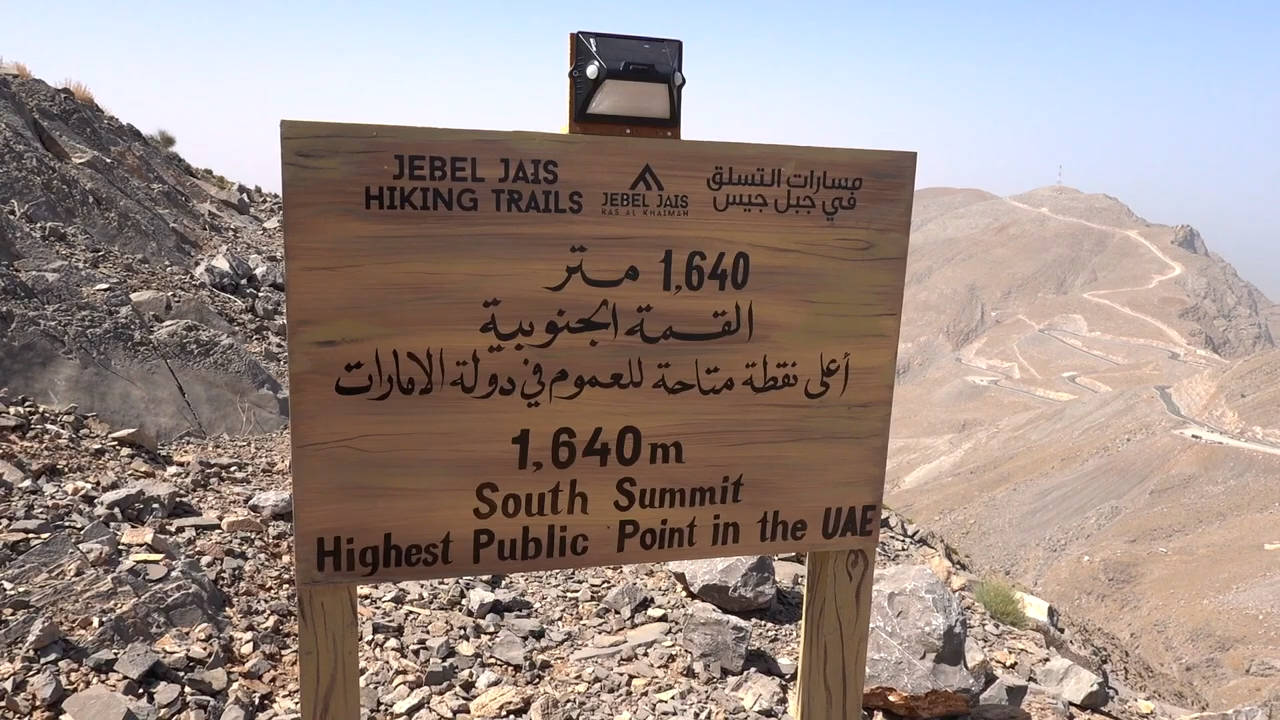 JEBEL JAIS
HIKING TRAILS
JEBEL JAIS
RAS AL KHAIMAH
مسارات التسلق
في جبل جيس
1,640 متر
القمة الجنوبية
أعلى نقطة متاحة للعموم في دولة الامارات
1,640m
South Summit
Highest Public Point in the UAE